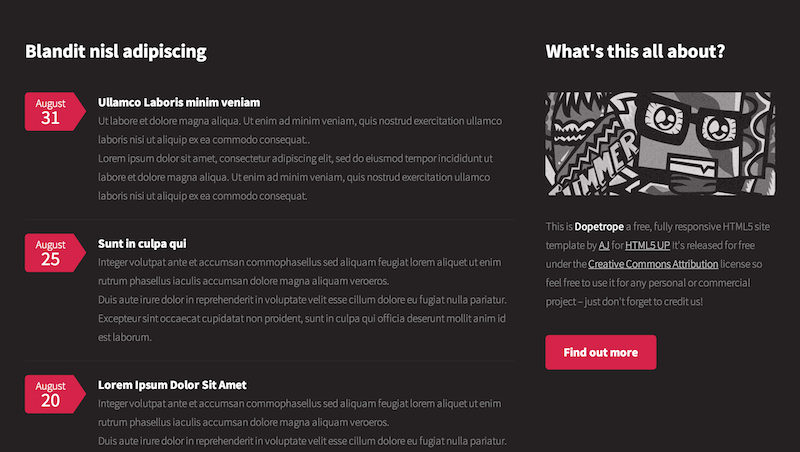 Blandit nisl adipiscing
August
31
Ullamco Laboris minim veniam
Ut labore et dolore magna aliqua. Ut enim ad minim veniam, quis nostrud exercitation ullamco
laboris nisi ut aliquip ex ea commodo consequat..
Lorem ipsum dolor sit amet, consectetur adipiscing elit, sed do eiusmod tempor incididunt ut
labore et dolore magna aliqua. Ut enim ad minim veniam, quis nostrud exercitation ullamco
laboris nisi ut aliquip ex ea commodo consequat.
August
25
Sunt in culpa qui
Integer volutpat ante et accumsan commophasellus sed aliquam feugiat lorem aliquet ut enim
rutrum phasellus iaculis accumsan dolore magna aliquam veroeros.
Duis aute irure dolor in reprehenderit in voluptate velit esse cillum dolore eu fugiat nulla pariatur.
Excepteur sint occaecat cupidatat non proident, sunt in culpa qui officia deserunt mollit anim id
est laborum.
August
20
Lorem Ipsum Dolor Sit Amet
Integer volutpat ante et accumsan commophasellus sed aliquam feugiat lorem aliquet ut enim
rutrum phasellus iaculis accumsan dolore magna aliquam veroeros.
Duis aute irure dolor in reprehenderit in voluptate velit esse cillum dolore eu fugiat nulla pariatur.
What's this all about?
SUMMER
This is Dopetrope a free, fully responsive HTML5 site
template by AJ for HTML5 UP It's released for free
under the Creative Commons Attribution license so
feel free to use it for any personal or commercial
project – just don't forget to credit us!
Find out more